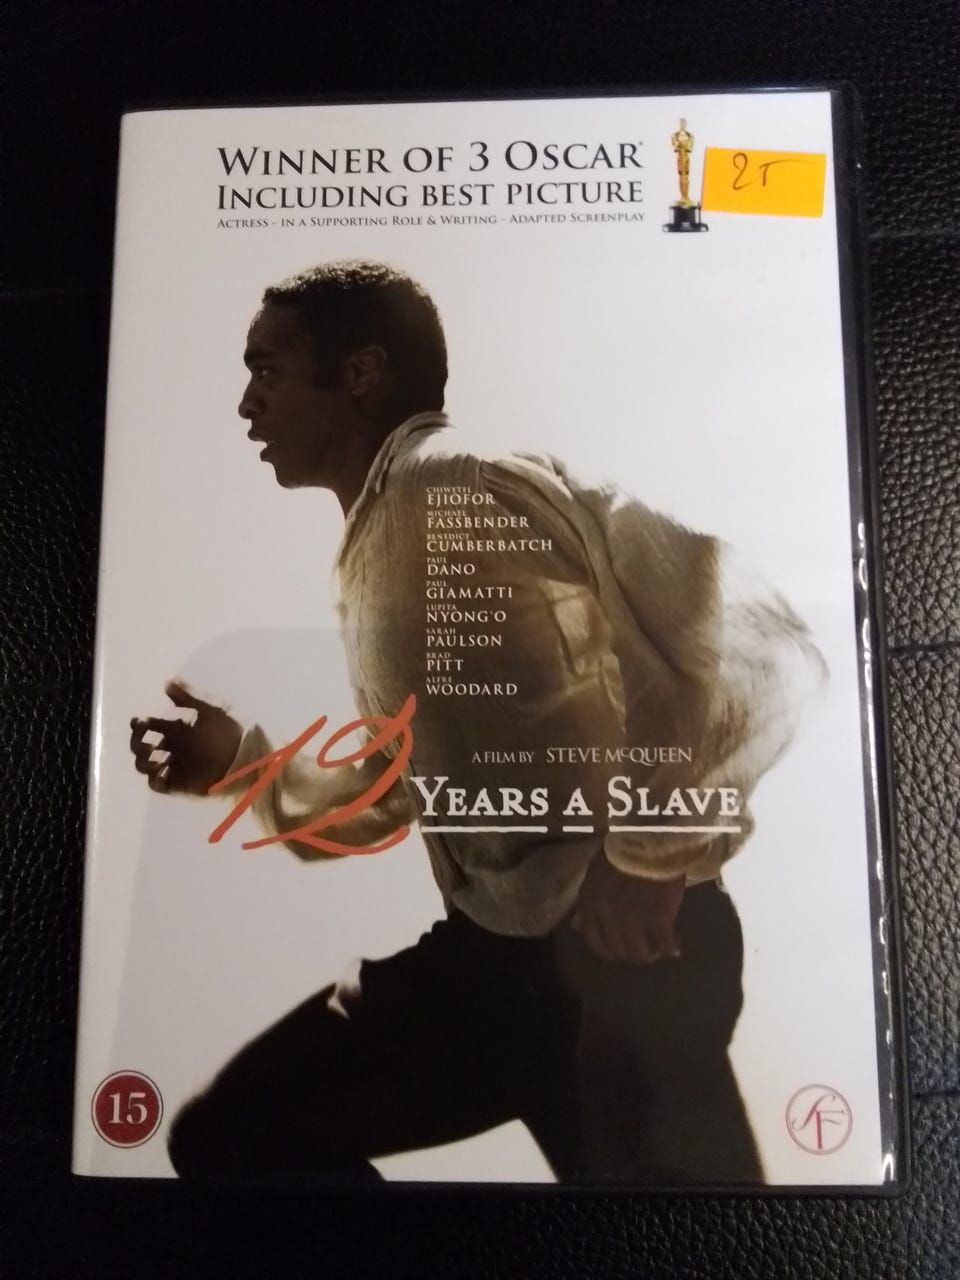 WINNER OF 3 OSCAR®
INCLUDING BEST PICTURE
ACTRESS - IN A SUPPORTING ROLE & WRITING - ADAPTED SCREENPLAY
CHIWETEL
EJIOFOR
MICHAEL
FASSBENDER
BENEDICT
CUMBERBATCH
PAUL
DANO
PAUL
GIAMATTI
LUPITA
NYONG'O
SARAH
PAULSON
BRAD
PITT
ALFRE
WOODARD
A FILM BY STEVE McQUEEN
12 YEARS A SLAVE
15
SF